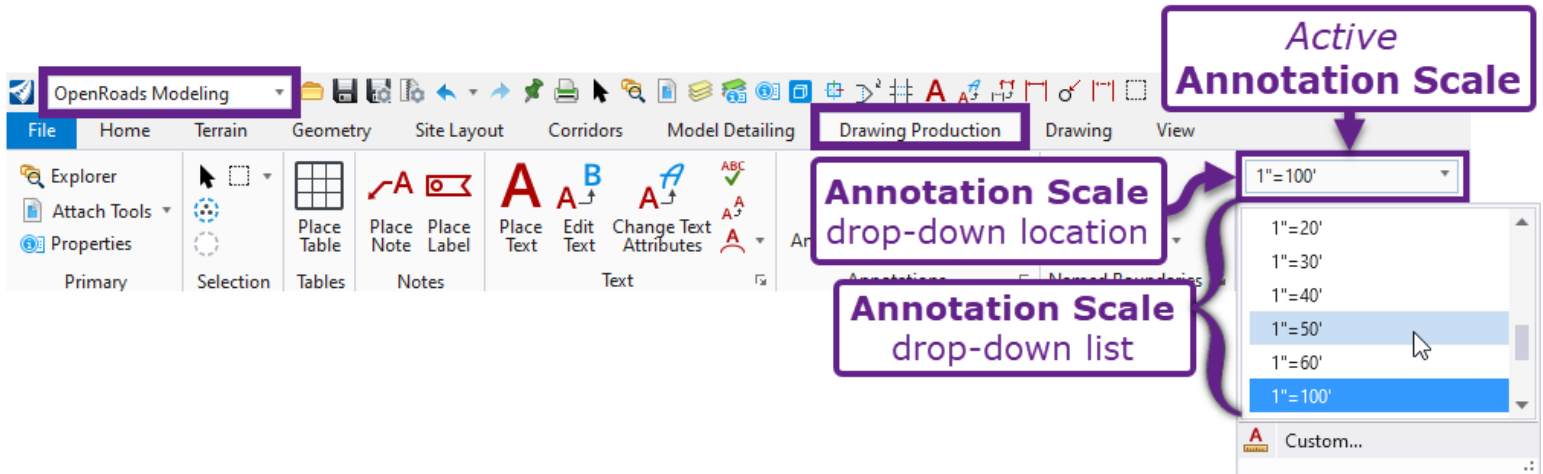 Active
Annotation Scale
OpenRoads Modeling
File Home Terrain Geometry Site Layout Corridors Model Detailing Drawing Production Drawing View
Explorer
Attach Tools
Properties
Primary
Selection
Place
Table
Tables
Place
Note
Place
Label
Notes
Place
Text
Edit
Text
Change Text
Attributes
ABC
Text
Annotation Scale
drop-down location
Annotation Scale
drop-down list
1"=100'
1"=20'
1"=30'
1"=40'
1"=50'
1"=60'
1"=100'
Custom...